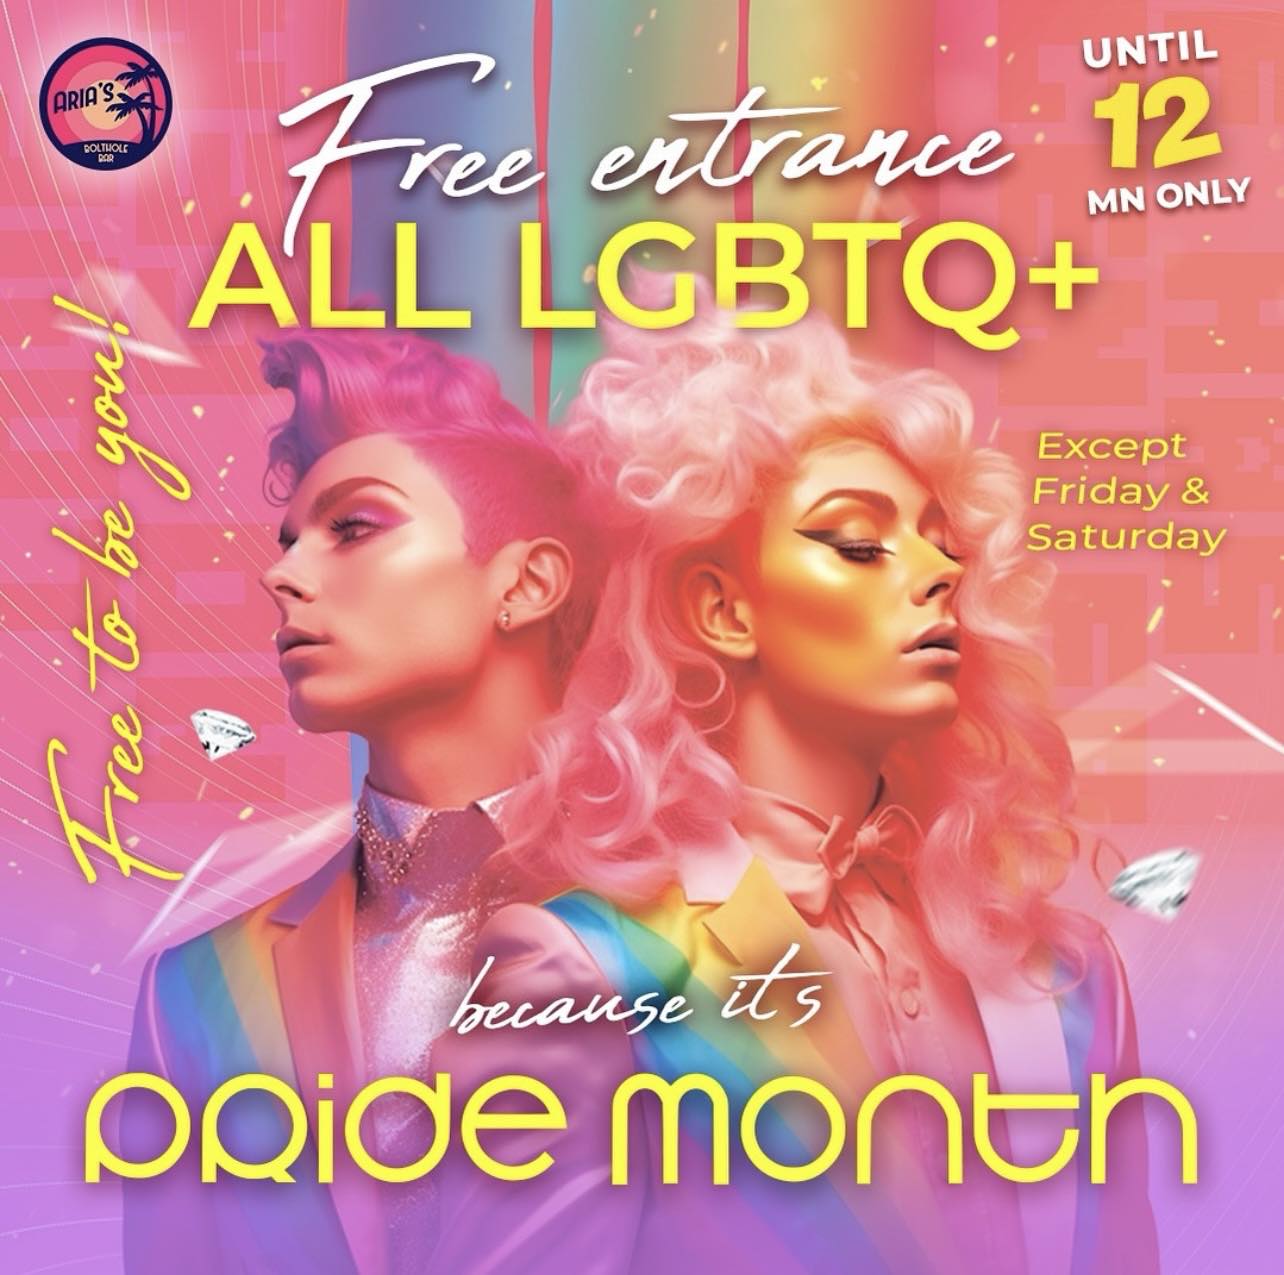 ARIA'S
BOLTHOLE
BAR
Free entrance
ALL LGBTQ+
UNTIL
12
MN ONLY
Except
Friday &
Saturday
Free to be you!
because it's
PRiDe MONTH